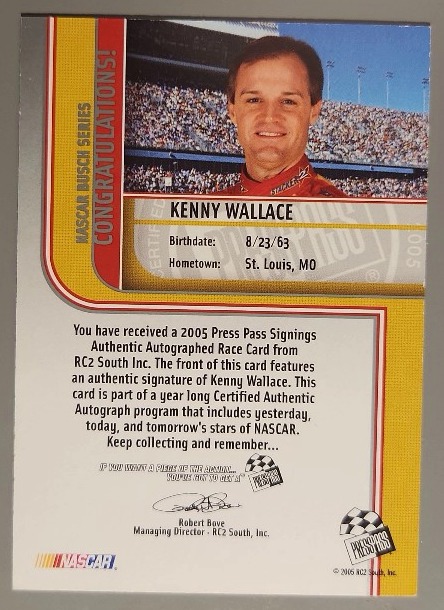 NASCAR BUSCH SERIES
CONGRATULATIONS!
STACKER
KENNY WALLACE
CERTIFIED
PRESS PASS
2005
Birthdate: 8/23/63
Hometown: St. Louis, MO
You have received a 2005 Press Pass Signings
Authentic Autographed Race Card from
RC2 South Inc. The front of this card features
an authentic signature of Kenny Wallace. This
card is part of a year long Certified Authentic
Autograph program that includes yesterday,
today, and tomorrow's stars of NASCAR.
Keep collecting and remember...
IF YOU WANT A PIECE OF THE ACTION...
YOU'VE GOT TO GET A
Robert Bove
Managing Director - RC2 South, Inc.
NASCAR.
PRESS PASS
© 2005 RC2 South, Inc.